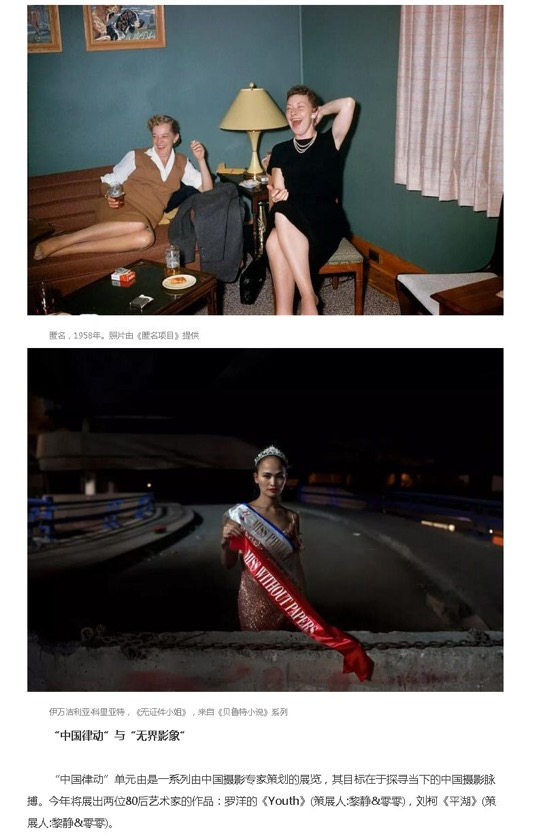 匿名，1958年。照片由《匿名项目》提供
MISS PH
MISS WITHOUT PAPERS
伊万洁利亚·科里亚特，《无证件小姐》，来自《贝鲁特小说》系列
“中国律动”与“无界影象”
“中国律动”单元由是一系列由中国摄影专家策划的展览，其目标在于探寻当下的中国摄影脉
搏。今年将展出两位80后艺术家的作品：罗洋的《Youth》(策展人:黎静&零零)，刘柯《平湖》(策
展人:黎静&零零)。